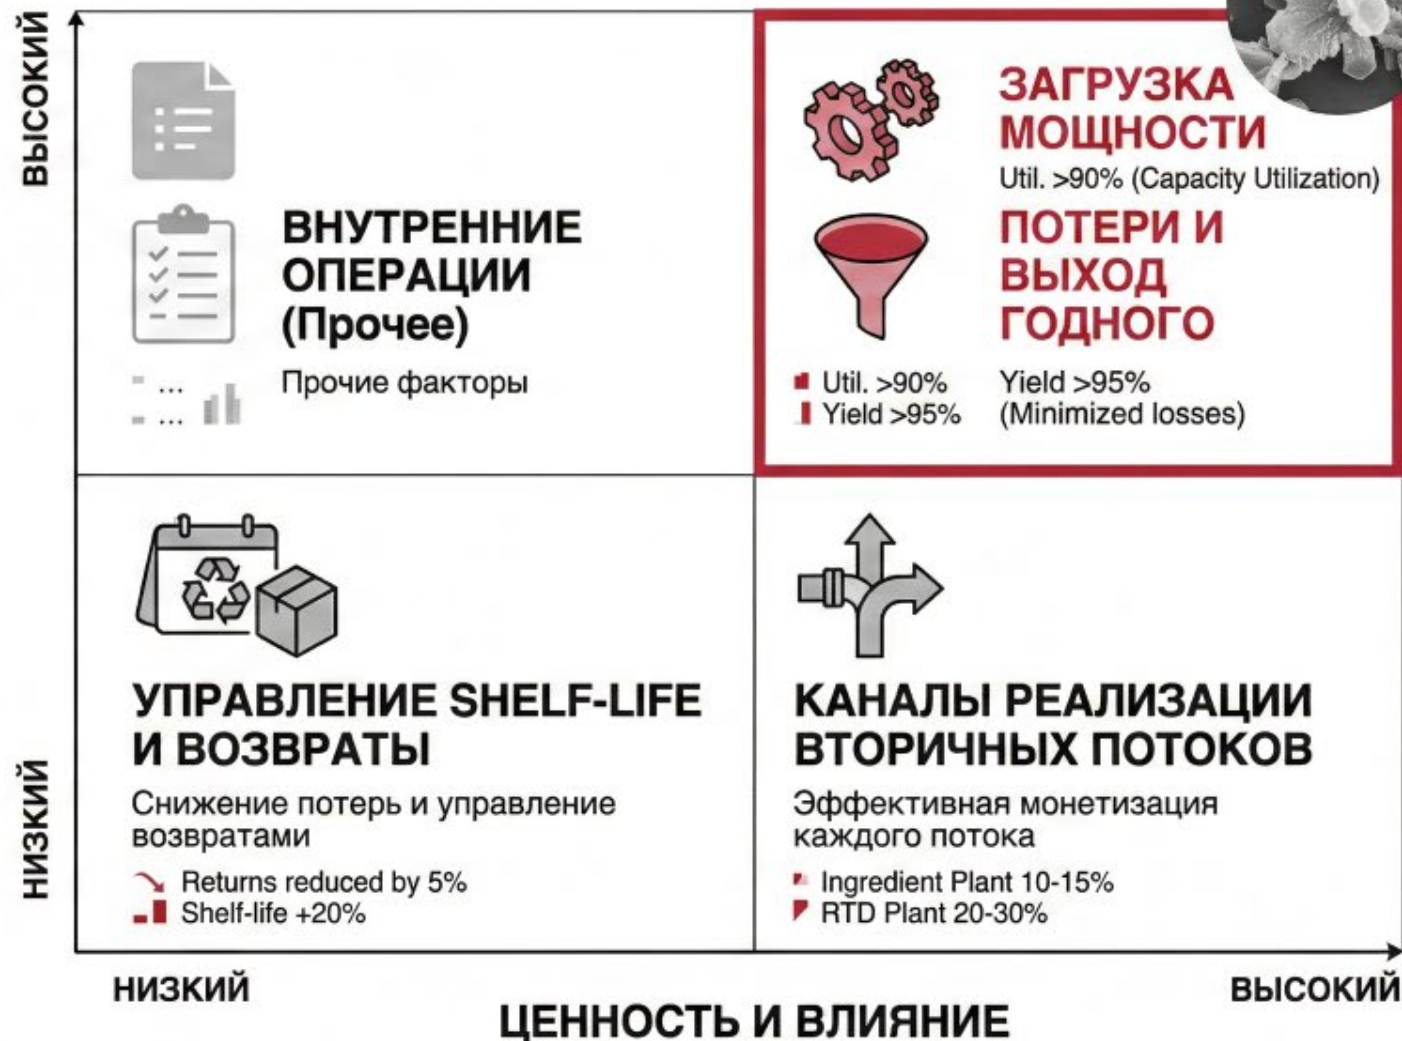 ВЫСОКИЙ
ВНУТРЕННИЕ
ОПЕРАЦИИ
(Прочее)
... Прочие факторы
...
ЗАГРУЗКА
МОЩНОСТИ
Util. >90% (Capacity Utilization)
ПОТЕРИ И
ВЫХОД
ГОДНОГО
Util. >90%
Yield >95%
Yield >95%
(Minimized losses)
НИЗКИЙ
УПРАВЛЕНИЕ SHELF-LIFE
И ВОЗВРАТЫ
Снижение потерь и управление
возвратами
Returns reduced by 5%
Shelf-life +20%
КАНАЛЫ РЕАЛИЗАЦИИ
ВТОРИЧНЫХ ПОТОКОВ
Эффективная монетизация
каждого потока
Ingredient Plant 10-15%
RTD Plant 20-30%
НИЗКИЙ
ВЫСОКИЙ
ЦЕННОСТЬ И ВЛИЯНИЕ